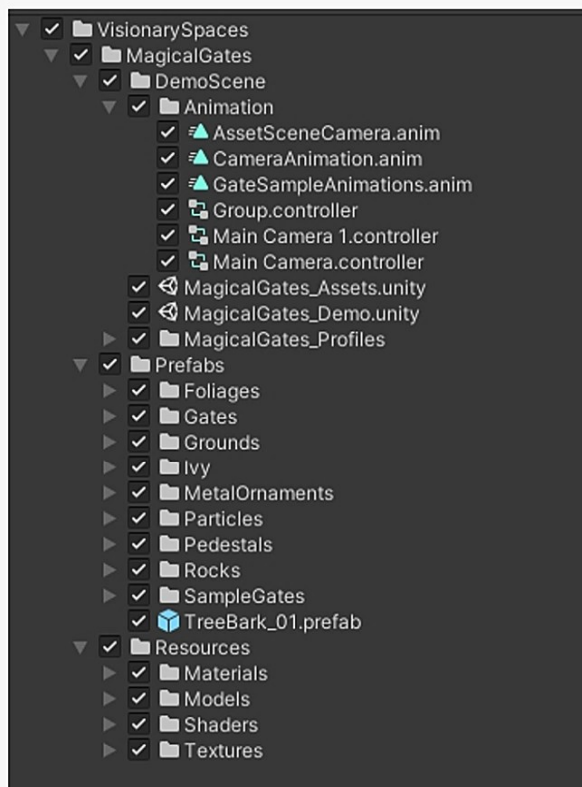 VisionarySpaces
MagicalGates
DemoScene
Animation
AssetSceneCamera.anim
CameraAnimation.anim
GateSampleAnimations.anim
Group.controller
Main Camera 1.controller
Main Camera.controller
MagicalGates_Assets.unity
MagicalGates_Demo.unity
MagicalGates_Profiles
Prefabs
Foliages
Gates
Grounds
Ivy
MetalOrnaments
Particles
Pedestals
Rocks
SampleGates
TreeBark_01.prefab
Resources
Materials
Models
Shaders
Textures